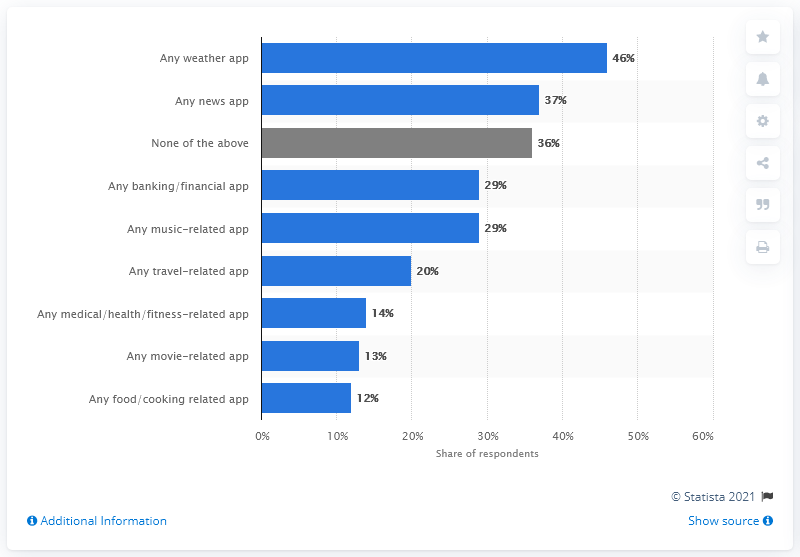 Any weather app 46%
Any news app 37%
None of the above 36%
Any banking/financial app 29%
Any music-related app 29%
Any travel-related app 20%
Any medical/health/fitness-related app 14%
Any movie-related app 13%
Any food/cooking related app 12%
0% 10% 20% 30% 40% 50% 60%
Share of respondents
© Statista 2021
Additional Information Show source